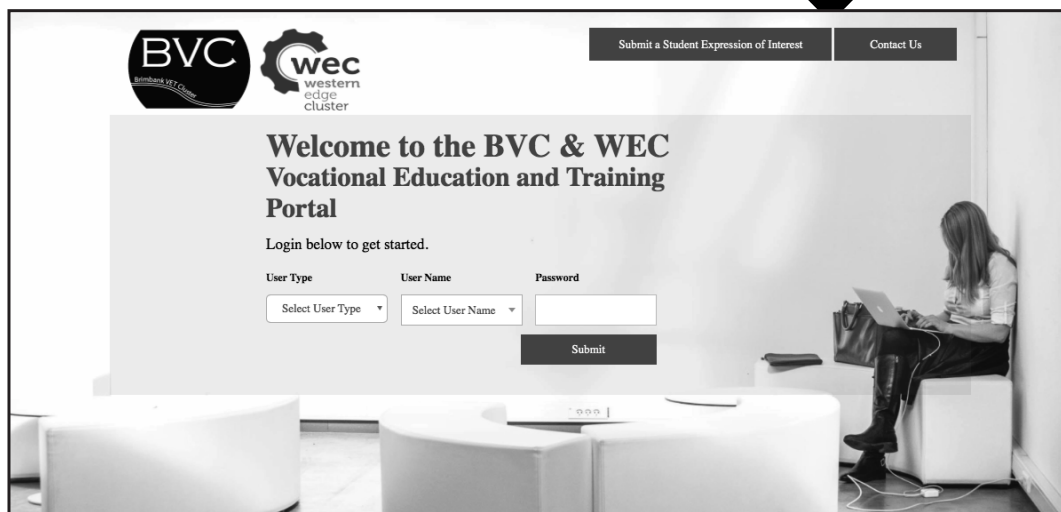 BVC
Brimbank VET Cluster
wec
western
edge
cluster
Submit a Student Expression of Interest
Contact Us
Welcome to the BVC & WEC
Vocational Education and Training
Portal
Login below to get started.
User Type
User Name
Password
Select User Type
Select User Name
Submit